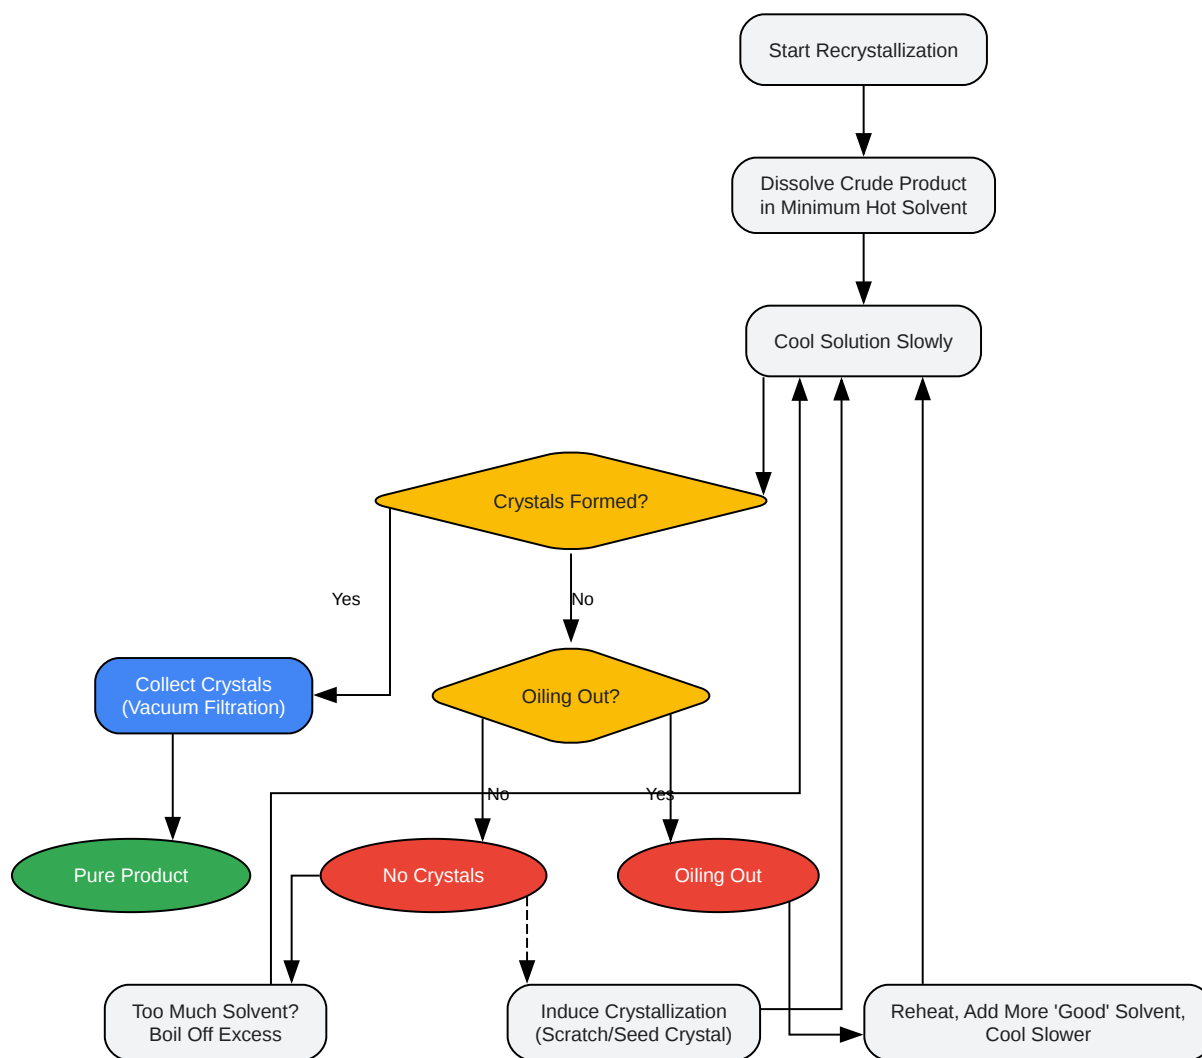 Start Recrystallization
Dissolve Crude Product
in Minimum Hot Solvent
Cool Solution Slowly
Crystals Formed?
Yes
No
Collect Crystals
(Vacuum Filtration)
Oiling Out?
No
Yes
Pure Product
No Crystals
Oiling Out
Too Much Solvent?
Boil Off Excess
Induce Crystallization
(Scratch/Seed Crystal)
Reheat, Add More 'Good' Solvent,
Cool Slower